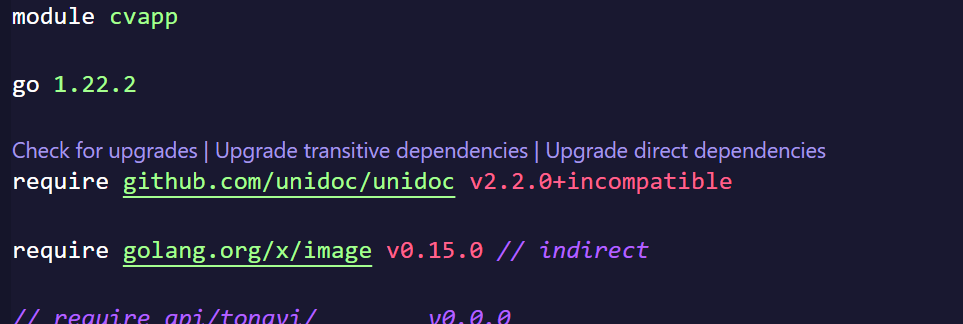 module cvapp
go 1.22.2
Check for upgrades | Upgrade transitive dependencies | Upgrade direct dependencies
require github.com/unidoc/unidoc v2.2.0+incompatible
require golang.org/x/image v0.15.0 // indirect
// require api/tongyi/ v0.0.0